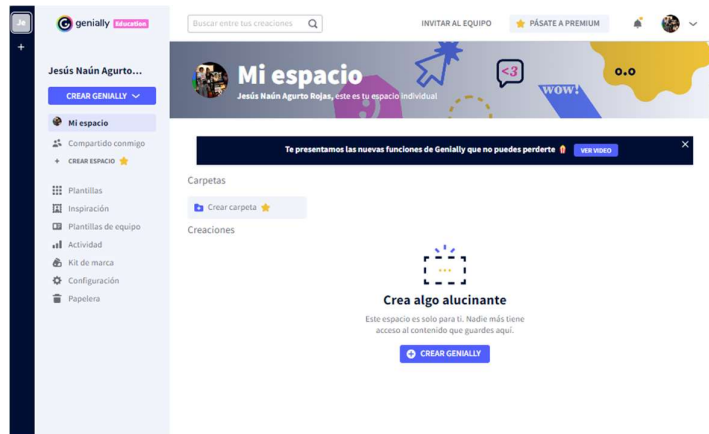 Je
genially Education
Buscar entre tus creaciones
INVITAR AL EQUIPO
PÁSATE A PREMIUM
+
Jesús Naún Agurto...
CREAR GENIALLY
Mi espacio
Compartido conmigo
+ CREAR ESPACIO
Plantillas
Inspiración
Plantillas de equipo
Actividad
Kit de marca
Configuración
Papelera
Mi espacio
Jesús Naún Agurto Rojas, este es tu espacio individual
<3
WOW!
o.o
Te presentamos las nuevas funciones de Genially que no puedes perderte
VER VIDEO
Carpetas
Crear carpeta
Creaciones
Crea algo alucinante
Este espacio es solo para ti. Nadie más tiene
acceso al contenido que guardes aquí.
CREAR GENIALLY